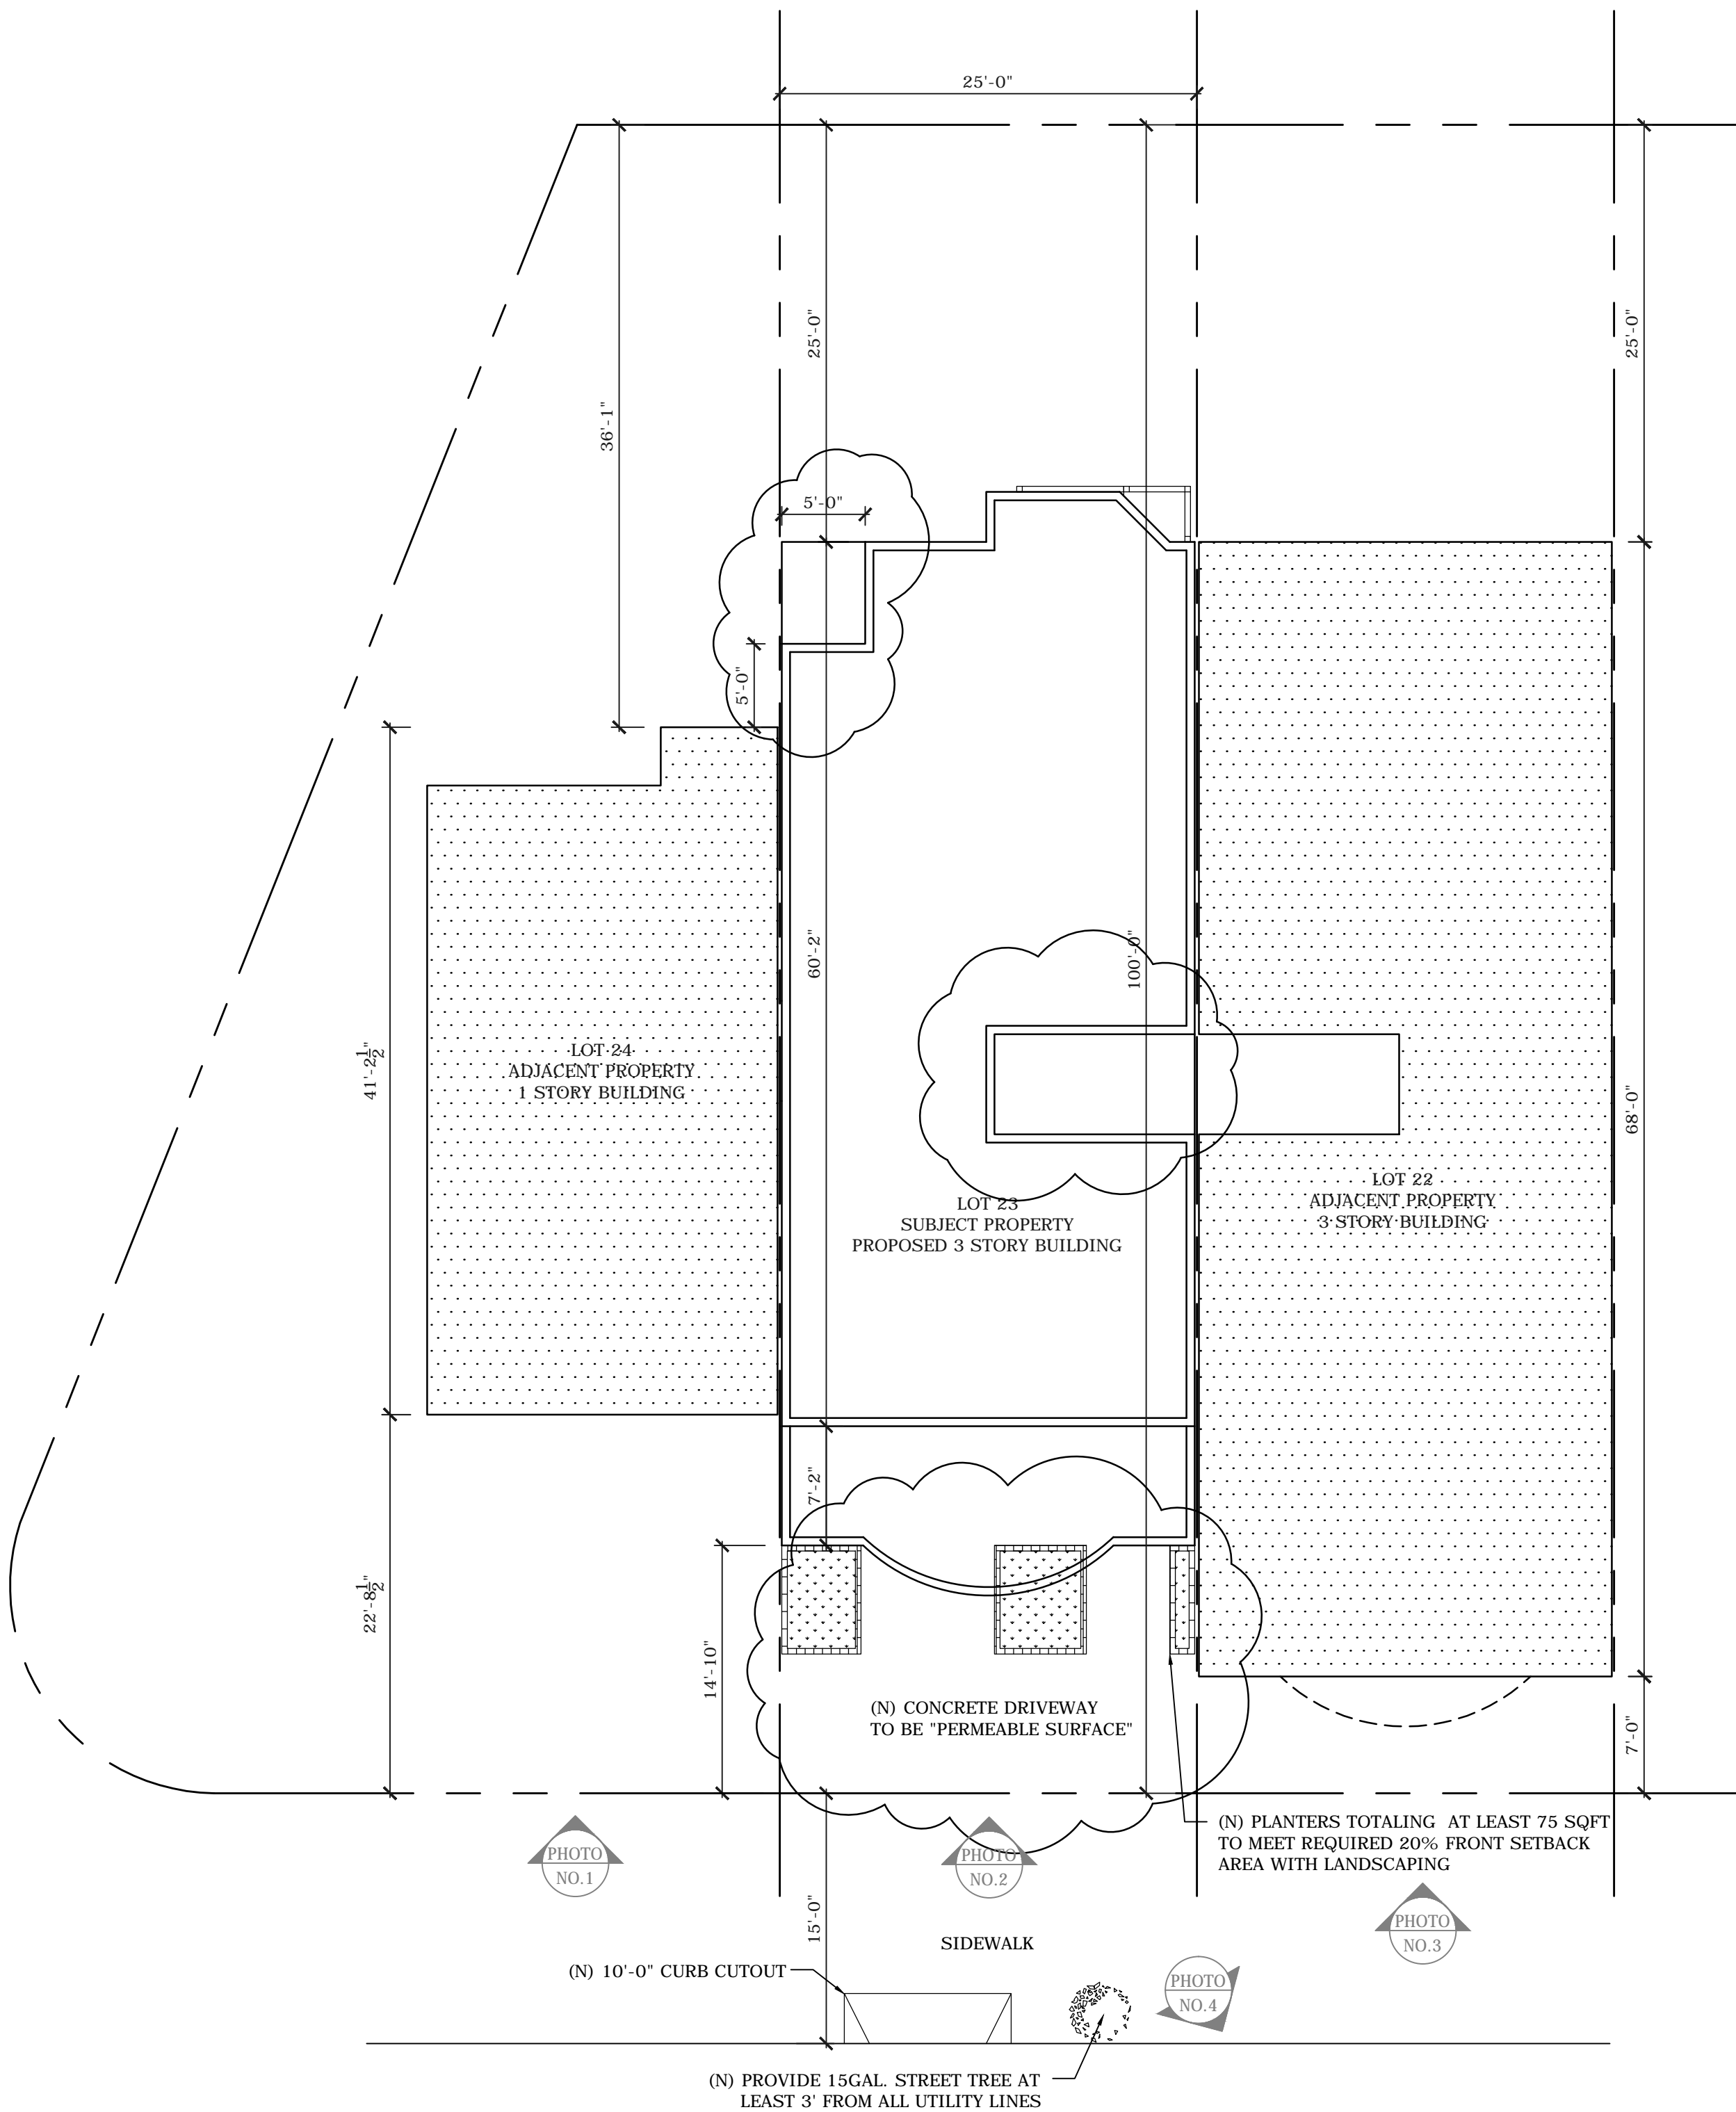 25'-0"
25'-0"
25'-0"
36'-1"
5'-0"
5'-0"
60'-2"
100'-0"
41'-2 1/2"
LOT 24
ADJACENT PROPERTY
1 STORY BUILDING
68'-0"
LOT 22
ADJACENT PROPERTY
3 STORY BUILDING
LOT 23
SUBJECT PROPERTY
PROPOSED 3 STORY BUILDING
7'-2"
22'-8 1/2"
14'-10"
(N) CONCRETE DRIVEWAY
TO BE "PERMEABLE SURFACE"
7'-0"
(N) PLANTERS TOTALING AT LEAST 75 SQFT
TO MEET REQUIRED 20% FRONT SETBACK
AREA WITH LANDSCAPING
PHOTO
NO.1
PHOTO
NO.2
PHOTO
NO.3
15'-0"
SIDEWALK
(N) 10'-0" CURB CUTOUT
PHOTO
NO.4
(N) PROVIDE 15GAL. STREET TREE AT
LEAST 3' FROM ALL UTILITY LINES